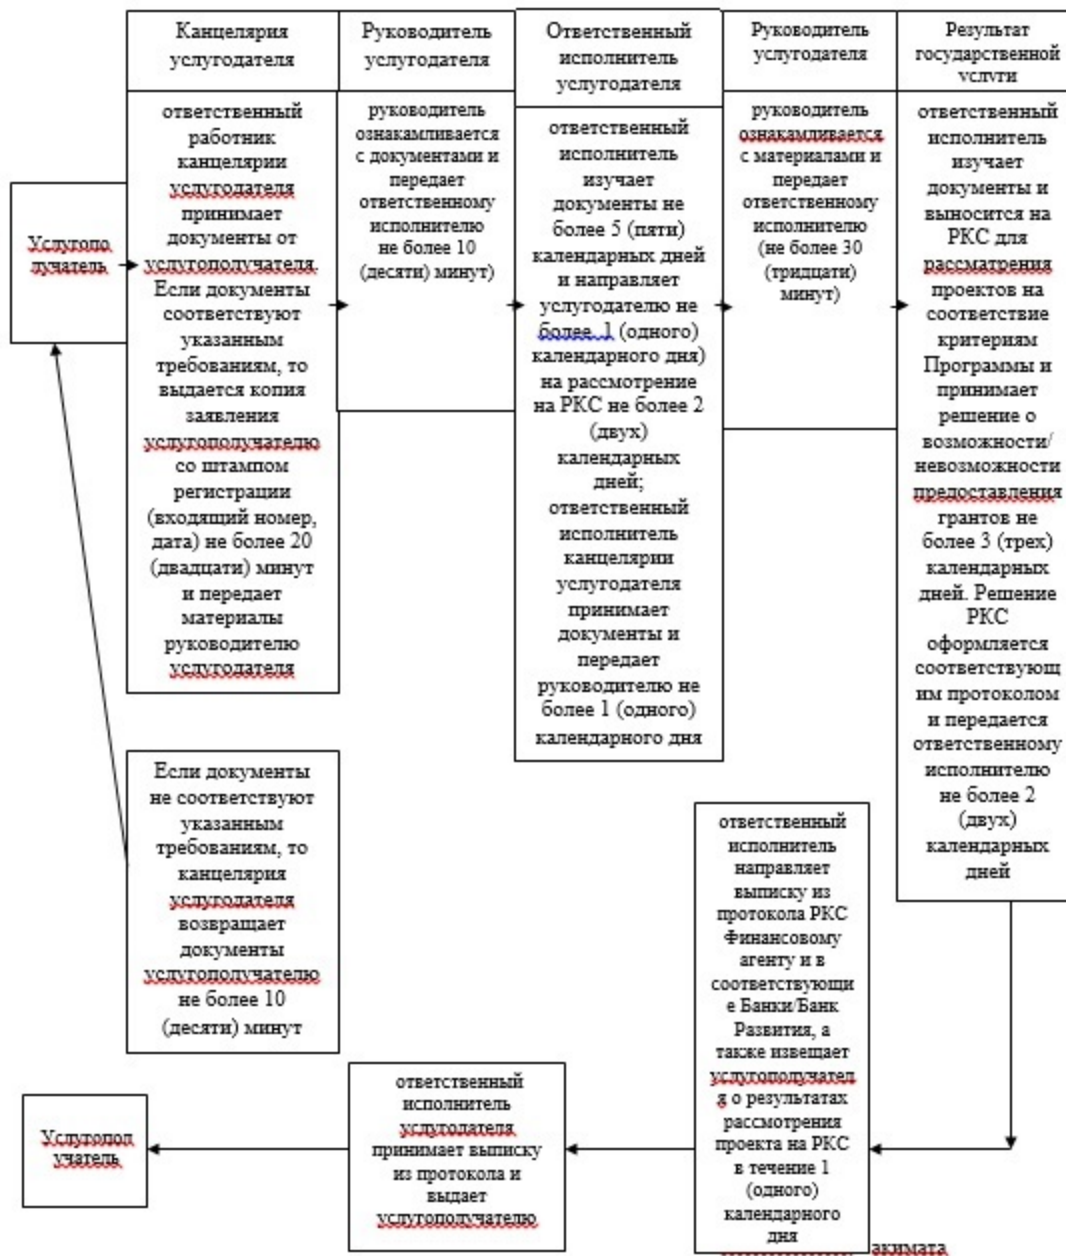 Канцелярия
услугодателя
Руководитель
услугодателя
Ответственный
исполнитель
услугодателя
Руководитель
услугодателя
Результат
государственной
услуги
Услугопо
лучатель
ответственный
работник
канцелярии
услугодателя
принимает
документы от
услугополучателя.
Если документы
соответствуют
указанным
требованиям, то
выдается копия
заявления
услугополучателю
со штампом
регистрации
(входящий номер,
дата) не более 20
(двадцати) минут
и передает
материалы
руководителю
услугодателя
руководитель
ознакамливается
с документами и
передает
ответственному
исполнителю
не более 10
(десяти) минут)
ответственный
исполнитель
изучает
документы не
более 5 (пяти)
календарных дней
и направляет
услугодателю не
более 1 (одного)
календарного дня)
на рассмотрение
на РКС не более 2
(двух)
календарных
дней;
ответственный
исполнитель
канцелярии
услугодателя
принимает
документы и
передает
руководителю не
более 1 (одного)
календарного дня
руководитель
ознакамливается
с материалами и
передает
ответственному
исполнителю
(не более 30
(тридцати)
минут)
ответственный
исполнитель
изучает
документы и
выносится на
РКС для
рассматрения
проектов на
соответствие
критериям
Программы и
принимает
решение о
возможности/
невозможности
предоставления
грантов не
более 3 (трех)
календарных
дней. Решение
РКС
оформляется
соответствующ
им протоколом
и передается
ответственному
исполнителю
не более 2
(двух)
календарных
дней
Если документы
не соответствуют
указанным
требованиям, то
канцелярия
услугодателя
возвращает
документы
услугополучателю
не более 10
(десяти) минут
ответственный
исполнитель
направляет
выписку из
протокола РКС
Финансовому
агенту и в
соответствующи
е Банки/Банк
Развития, а
также извещает
услугополучател
я о результатах
рассмотрения
проекта на РКС
в течение 1
(одного)
календарного
дня
ответственный
исполнитель
услугодателя
принимает выписку
из протокола и
выдает
услугополучателю
Услугопол
учатель
акимата